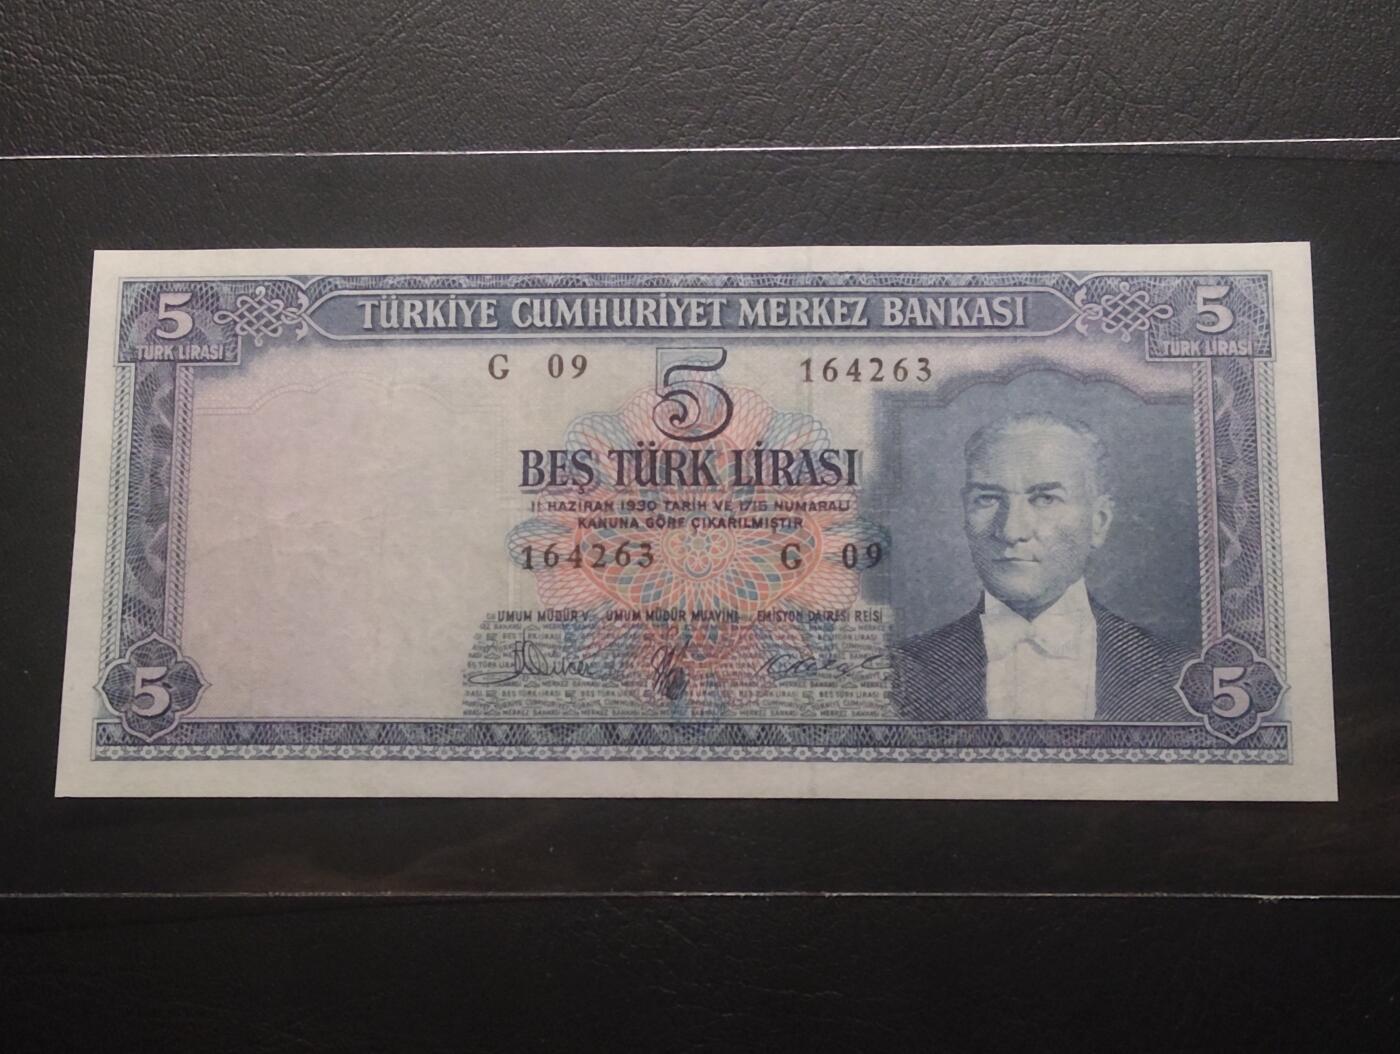 5 TÜRKİYE CUMHURİYET MERKEZ BANKASI 5
TÜRK LİRASI TÜRK LİRASI
G 09 5 164263
BEŞ TÜRK LİRASI
11 HAZİRAN 1930 TARİH VE 1715 NUMARALI
KANUNA GÖRE ÇIKARILMIŞTIR
164263 G 09
UMUM MÜDÜR V. UMUM MÜDÜR MUAVİNİ EMİSYON DAİRESİ REİSİ
5 5